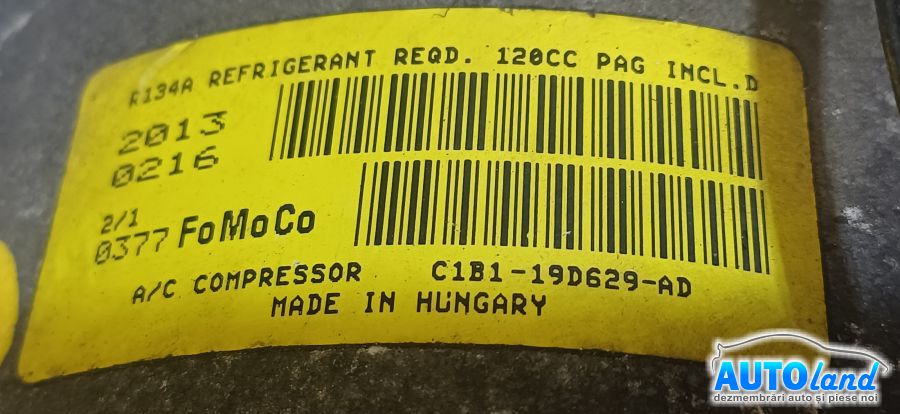 R134A REFRIGERANT REQD. 120CC PAG INCL.D
2013
0216
2/1
0377 FoMoCo
A/C COMPRESSOR C1B1-19D629-AD
MADE IN HUNGARY
AUTOland
dezmembrări auto și piese noi